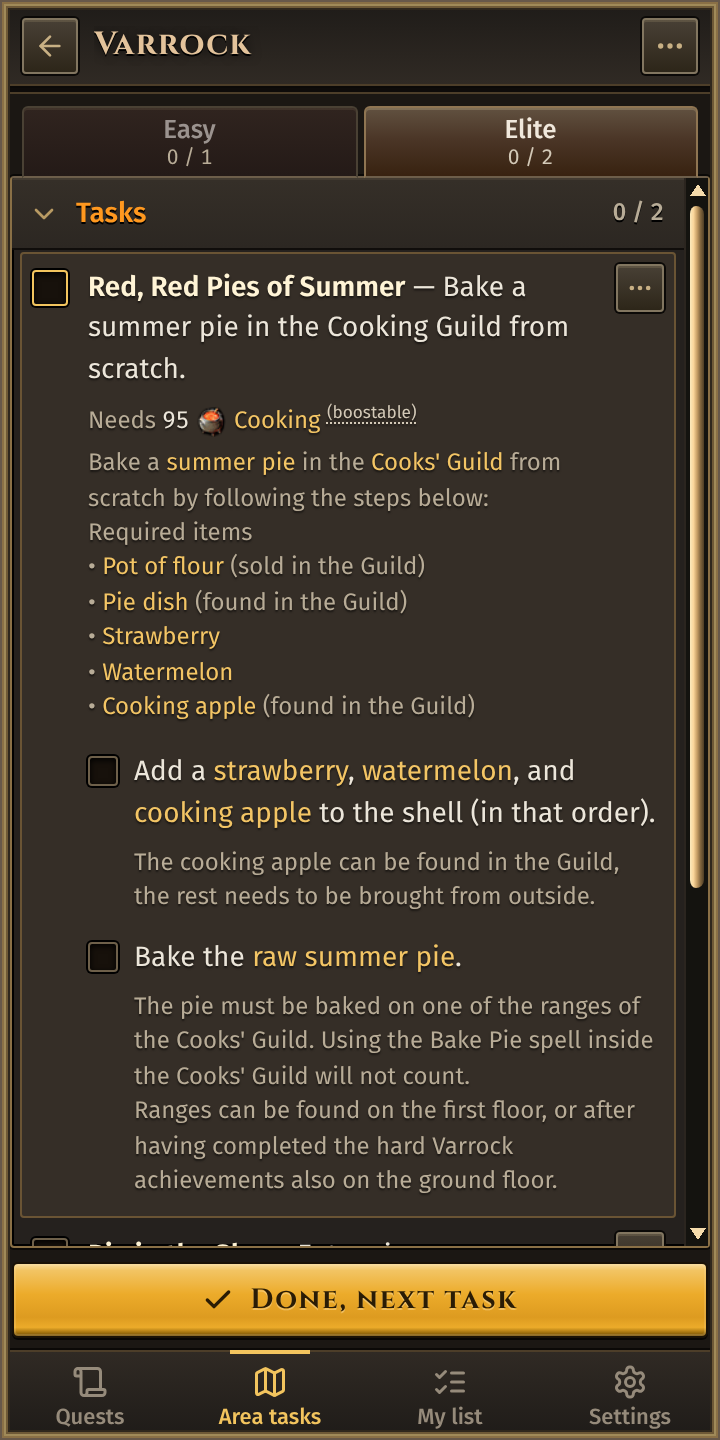 VARROCK
Easy
0 / 1
Elite
0 / 2
Tasks
0 / 2
Red, Red Pies of Summer — Bake a
summer pie in the Cooking Guild from
scratch.
Needs 95 Cooking (boostable)
Bake a summer pie in the Cooks' Guild from
scratch by following the steps below:
Required items
• Pot of flour (sold in the Guild)
• Pie dish (found in the Guild)
• Strawberry
• Watermelon
• Cooking apple (found in the Guild)
Add a strawberry, watermelon, and
cooking apple to the shell (in that order).
The cooking apple can be found in the Guild,
the rest needs to be brought from outside.
Bake the raw summer pie.
The pie must be baked on one of the ranges of
the Cooks' Guild. Using the Bake Pie spell inside
the Cooks' Guild will not count.
Ranges can be found on the first floor, or after
having completed the hard Varrock
achievements also on the ground floor.
DONE, NEXT TASK
Quests
Area tasks
My list
Settings